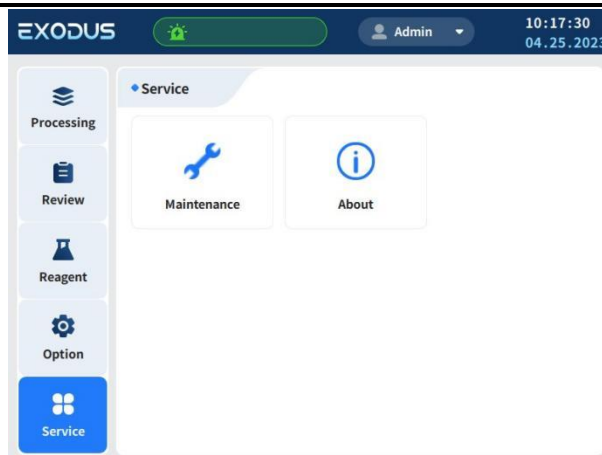 EXODUS
Admin
10:17:30
04.25.2023
Processing
Review
Reagent
Option
Service
Service
Maintenance
About